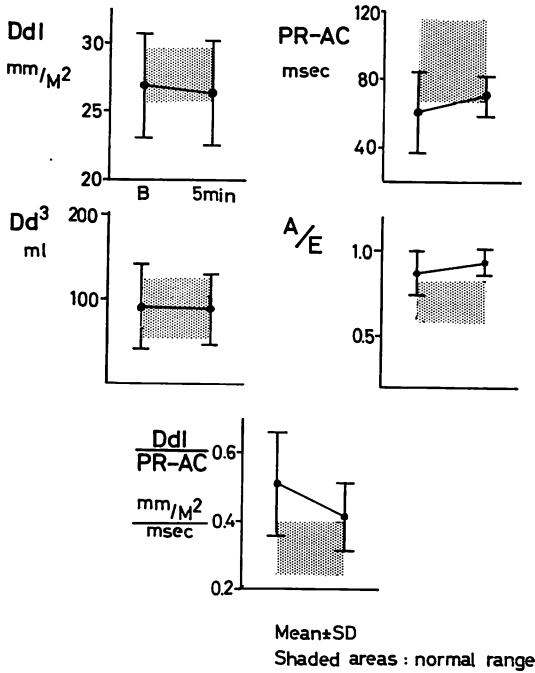 DdI
mm/M²
30
25
20
B 5min
PR-AC
msec
120
80
40
Dd³
ml
200
100
A/E
1.0
0.5
DdI
PR-AC
mm/M²
msec
0.6
0.4
0.2
Mean±SD
Shaded areas : normal range